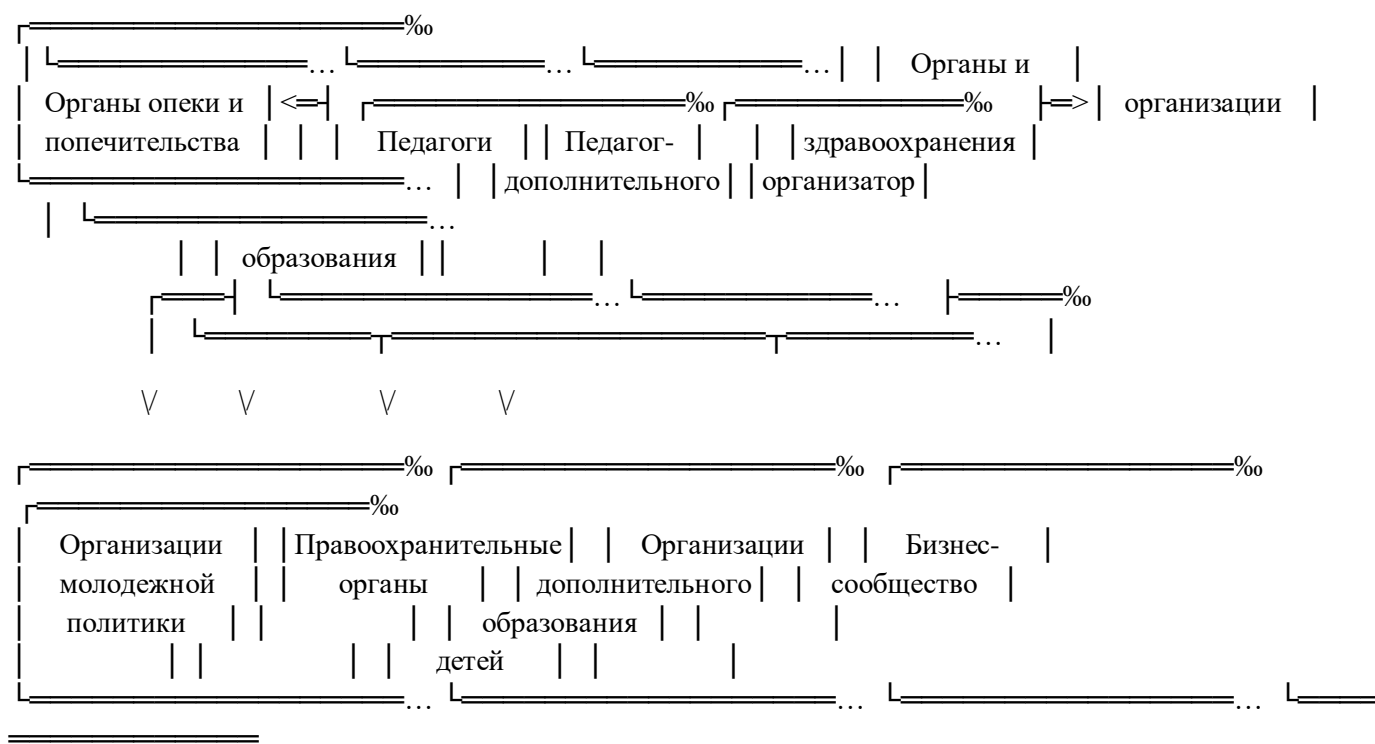 Органы и
Органы опеки и <═ ═> организации
попечительства Педагоги Педагог- здравоохранения
дополнительного организатор
образования
\/ \/ \/ \/
Организации Правоохранительные Организации Бизнес-
молодежной органы дополнительного сообщество
политики образования
детей